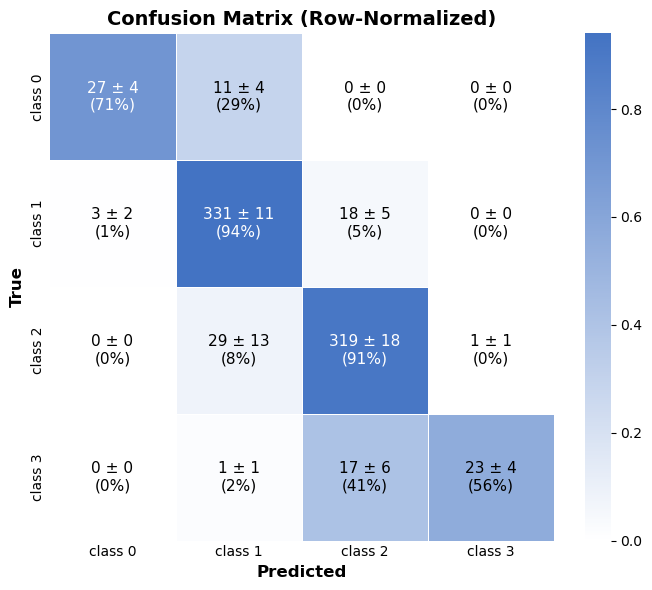 Confusion Matrix (Row-Normalized)
True
class 0
27 ± 4
(71%)
11 ± 4
(29%)
0 ± 0
(0%)
0 ± 0
(0%)
class 1
3 ± 2
(1%)
331 ± 11
(94%)
18 ± 5
(5%)
0 ± 0
(0%)
class 2
0 ± 0
(0%)
29 ± 13
(8%)
319 ± 18
(91%)
1 ± 1
(0%)
class 3
0 ± 0
(0%)
1 ± 1
(2%)
17 ± 6
(41%)
23 ± 4
(56%)
class 0
class 1
class 2
class 3
Predicted
0.8
0.6
0.4
0.2
0.0